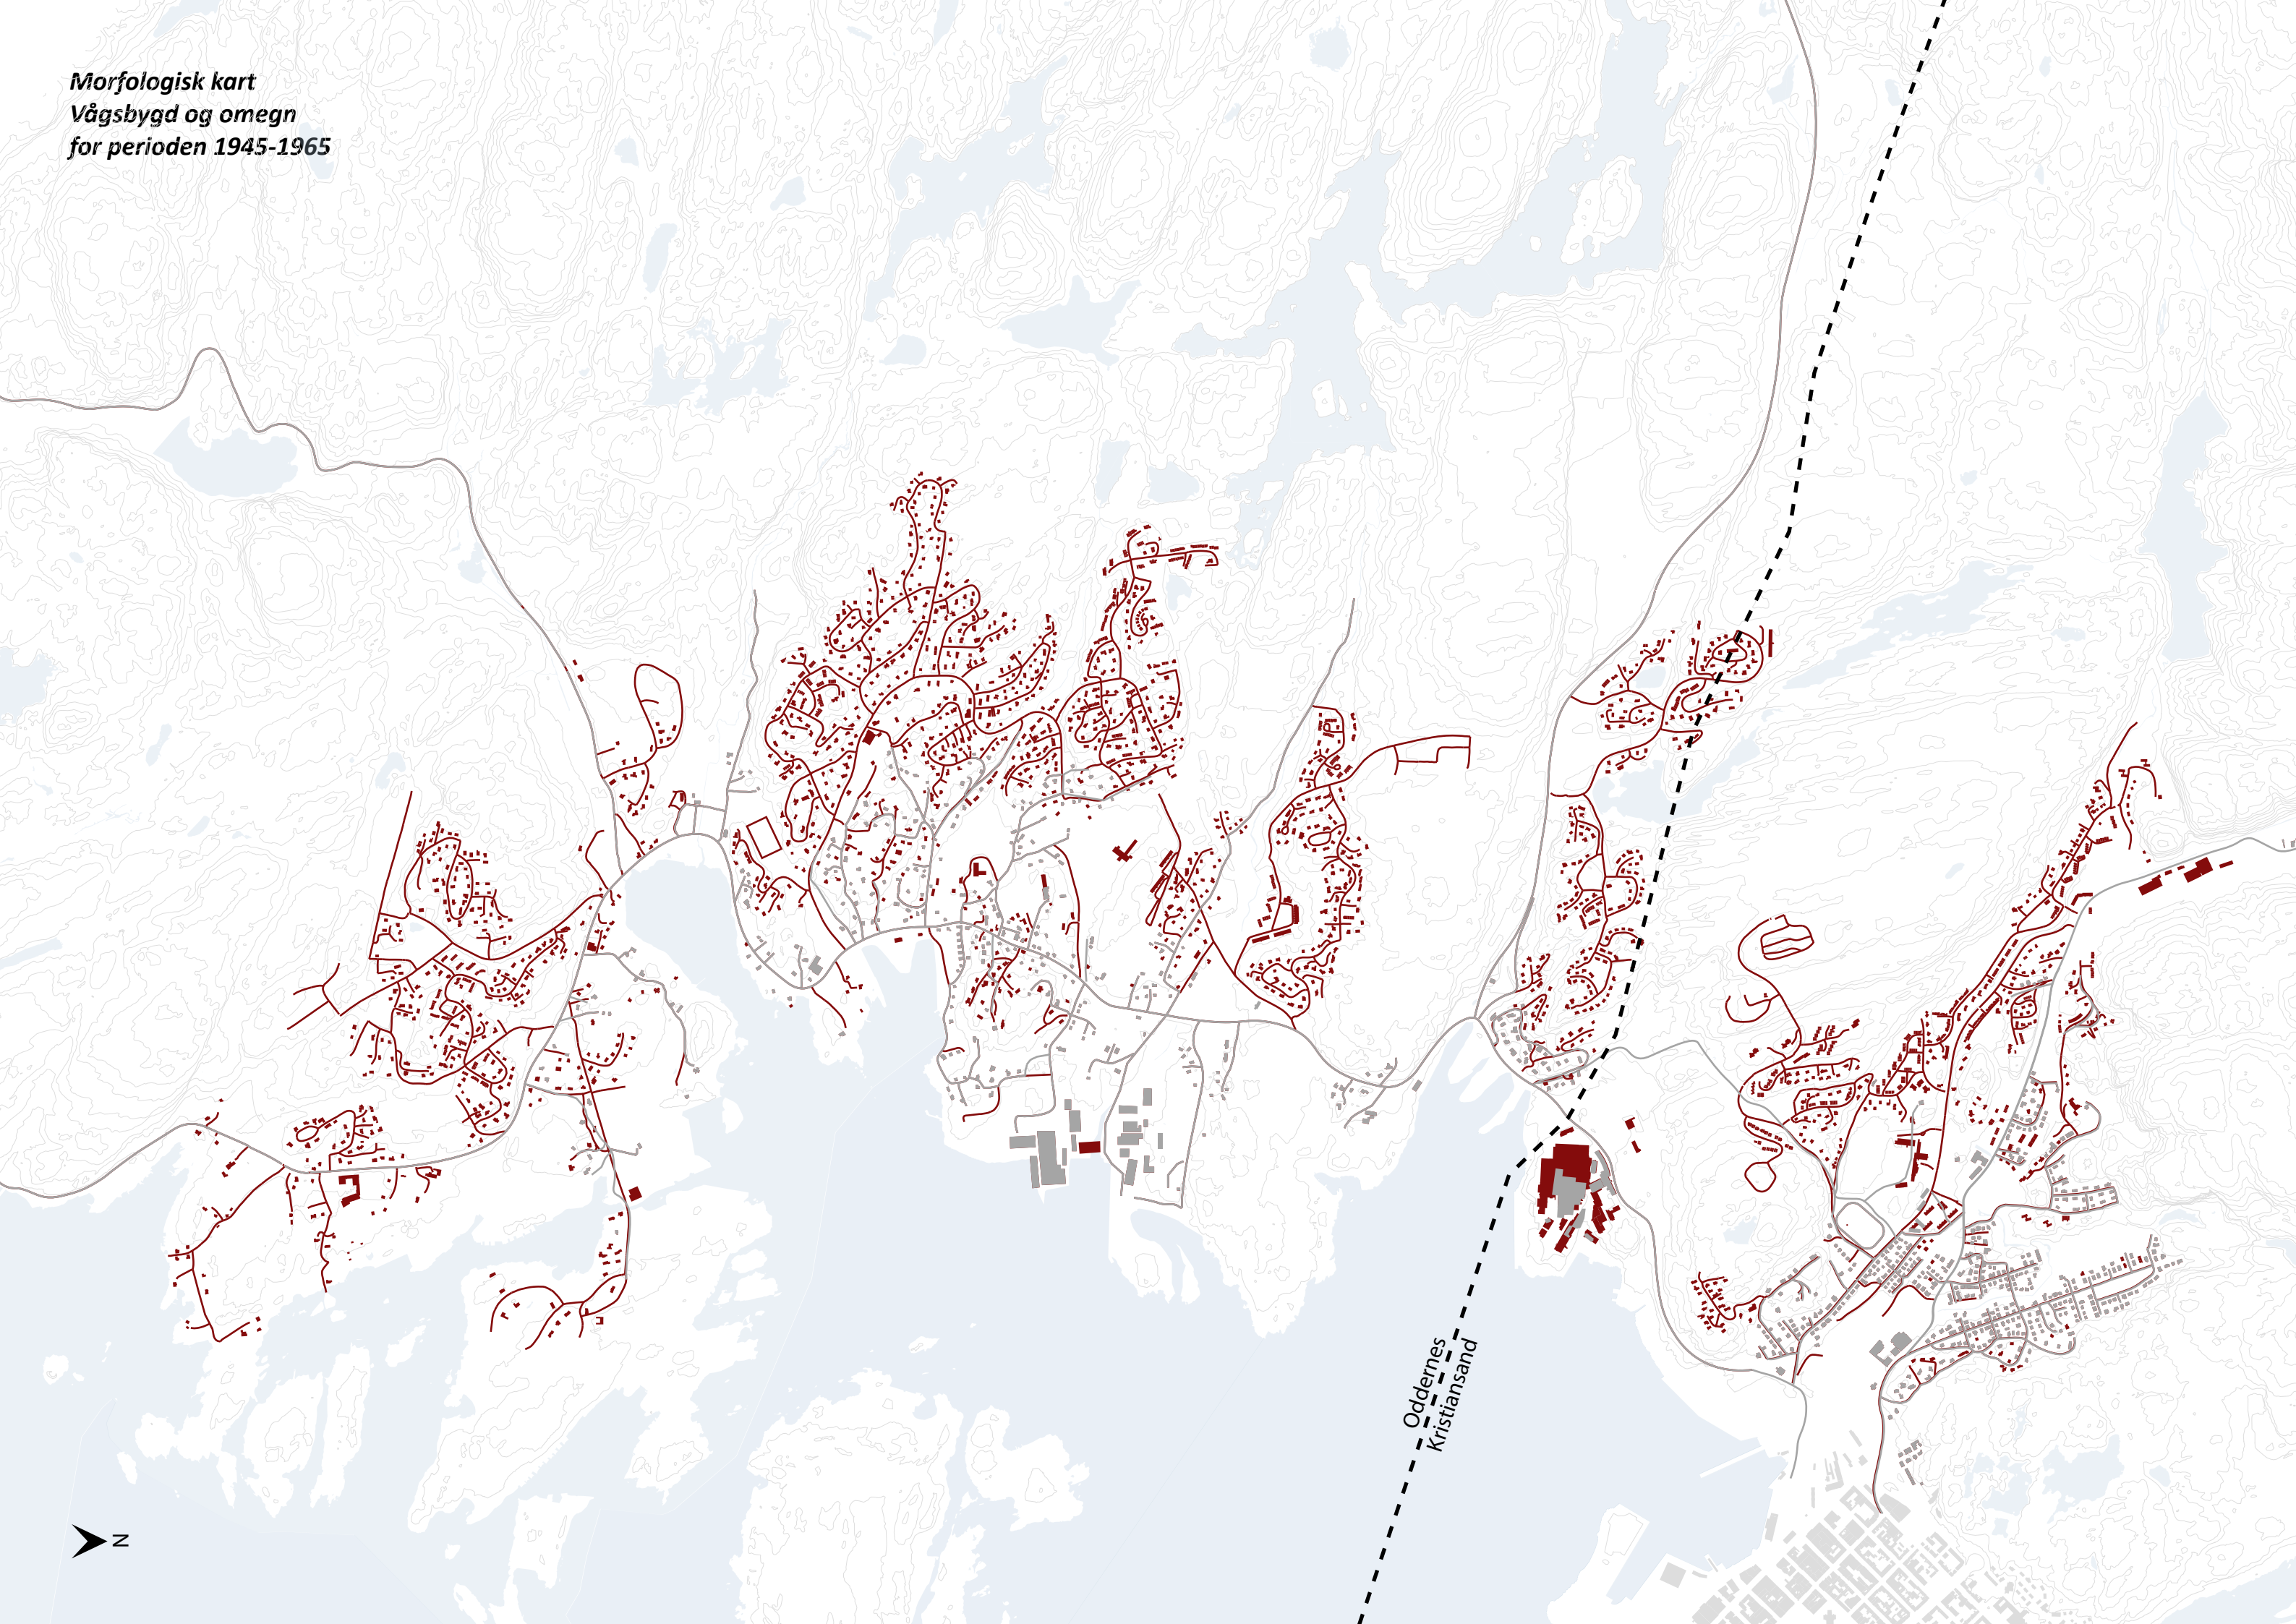 Morfologisk kart
Vågsbygd og omegn
for perioden 1945-1965
Oddernes
Kristiansand
N